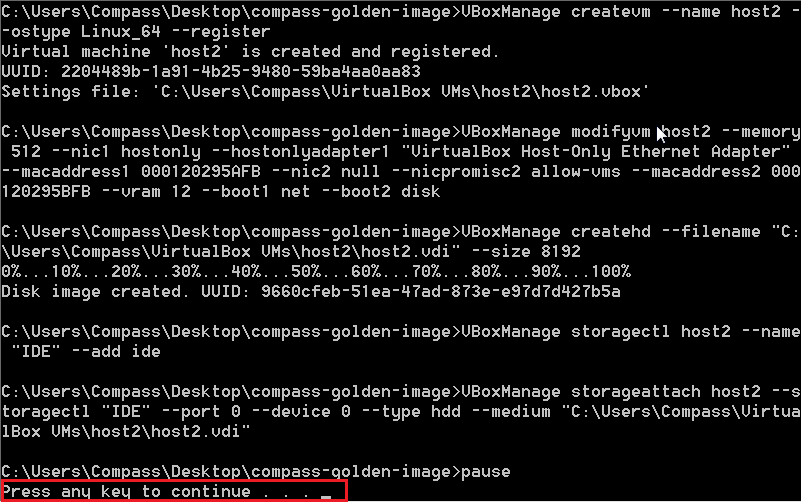 C:\Users\Compass\Desktop\compass-golden-image>VBoxManage createvm --name host2 -
-ostype Linux_64 --register
Virtual machine 'host2' is created and registered.
UUID: 2204489b-1a91-4b25-9480-59ba4aa0aa83
Settings file: 'C:\Users\Compass\VirtualBox VMs\host2\host2.vbox'
C:\Users\Compass\Desktop\compass-golden-image>VBoxManage modifyvm host2 --memory
 512 --nic1 hostonly --hostonlyadapter1 "VirtualBox Host-Only Ethernet Adapter"
--macaddress1 000120295AFB --nic2 null --nicpromisc2 allow-vms --macaddress2 000
120295BFB --vram 12 --boot1 net --boot2 disk
C:\Users\Compass\Desktop\compass-golden-image>VBoxManage createhd --filename "C:
\Users\Compass\VirtualBox VMs\host2\host2.vdi" --size 8192
0%...10%...20%...30%...40%...50%...60%...70%...80%...90%...100%
Disk image created. UUID: 9660cfeb-51ea-47ad-873e-e97d7d427b5a
C:\Users\Compass\Desktop\compass-golden-image>VBoxManage storagectl host2 --name
 "IDE" --add ide
C:\Users\Compass\Desktop\compass-golden-image>VBoxManage storageattach host2 --s
toragectl "IDE" --port 0 --device 0 --type hdd --medium "C:\Users\Compass\Virtua
lBox VMs\host2\host2.vdi"
C:\Users\Compass\Desktop\compass-golden-image>pause
Press any key to continue . . . _